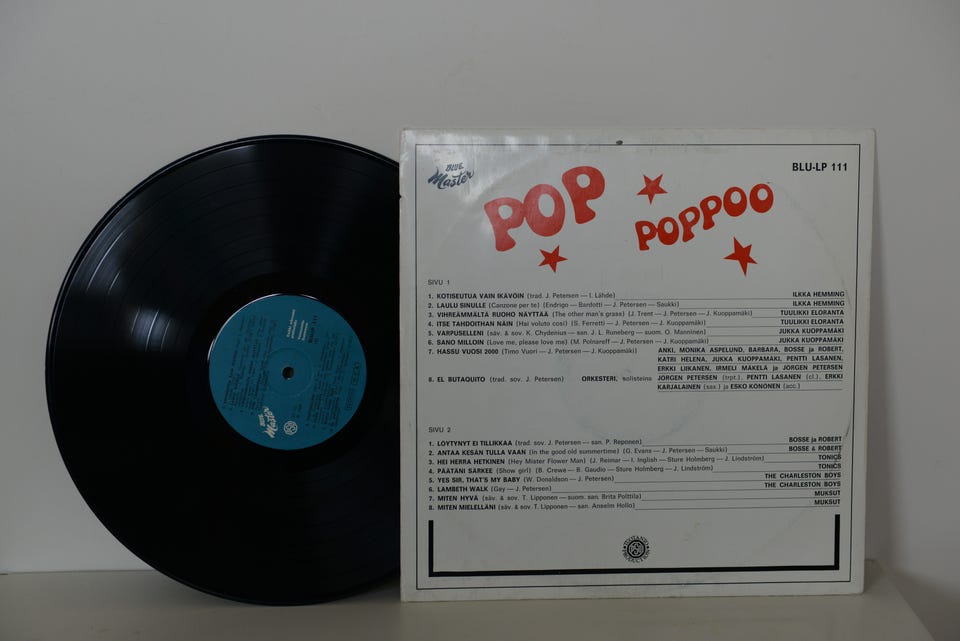 BLUE Master
BLU-LP 111
POP
POPPOO
SIVU 1
1. KOTISEUTUA VAIN IKÄVÖIN (trad. J. Petersen — I. Lähde) ILKKA HEMMING
2. LAULU SINULLE (Canzone per te) (Endrigo — Bardotti — J. Petersen — Saukki) ILKKA HEMMING
3. VIHREÄMMÄLTÄ RUOHO NÄYTTÄÄ (The other man's grass) (J. Trent — J. Petersen — J. Kuoppamäki) TUULIKKI ELORANTA
4. ITSE TAHDOITHAN NÄIN (Hai voluto cosi) (S. Ferretti — J. Petersen — J. Kuoppamäki) TUULIKKI ELORANTA
5. VARPUSELLENI (säv. & sov. K. Chydenius — san. J. L. Runeberg — suom. O. Manninen) JUKKA KUOPPAMÄKI
6. SANO MILLOIN (Love me, please love me) (M. Polnareff — J. Petersen — J. Kuoppamäki) JUKKA KUOPPAMÄKI
7. HASSU VUOSI 2000 (Timo Vuori — J. Petersen — J. Kuoppamäki) ANKI, MONIKA ASPELUND, BARBARA, BOSSE ja ROBERT,
KATRI HELENA, JUKKA KUOPPAMÄKI, PENTTI LASANEN,
ERKKI LIIKANEN, IRMELI MÄKELÄ ja JÖRGEN PETERSEN
8. EL BUTAQUITO (trad. sov. J. Petersen) ORKESTERI, solisteina JÖRGEN PETERSEN (trpt.), PENTTI LASANEN (cl.), ERKKI
KARJALAINEN (sax.) ja ESKO KÖNÖNEN (acc.)
SIVU 2
1. LÖYTYNYT EI TILLIKKAA (trad. sov. J. Petersen — san. P. Reponen) BOSSE ja ROBERT
2. ANTAA KESÄN TULLA VAAN (In the good old summertime) (G. Evans — J. Petersen — Saukki) BOSSE & ROBERT
3. HEI HERRA HETKINEN (Hey Mister Flower Man) (J. Reimar — I. Inglish — Sture Holmberg — J. Lindström) TONICS
4. PÄÄTÄNI SÄRKEE (Show girl) (B. Crewe — B. Gaudio — Sture Holmberg — J. Lindström) TONICS
5. YES SIR, THAT'S MY BABY (W. Donaldson — J. Petersen) THE CHARLESTON BOYS
6. LAMBETH WALK (Gay — J. Petersen) THE CHARLESTON BOYS
7. MITEN HYVÄ (säv. & sov. T. Lipponen — suom. san. Brita Polttila) MUKSUT
8. MITEN MIELELLÄNI (säv. & sov. T. Lipponen — san. Anselm Hollo) MUKSUT
BLUE Master